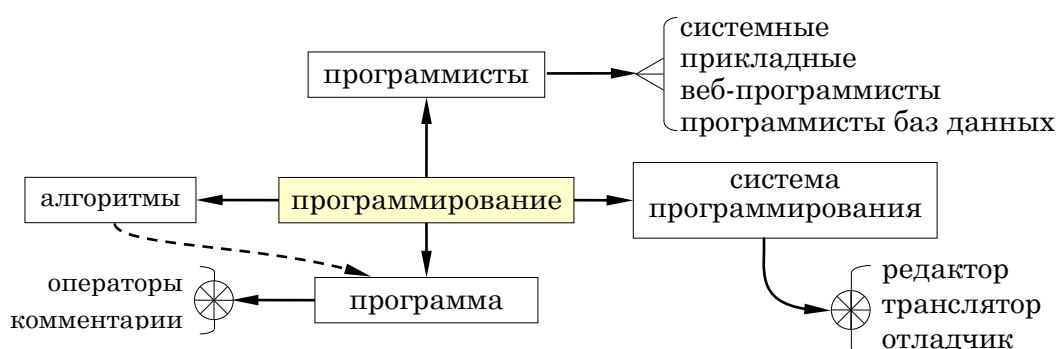 системные
прикладные
веб-программисты
программисты баз данных
программисты
алгоритмы
программирование
система
программирования
операторы
комментарии
программа
редактор
транслятор
отладчик